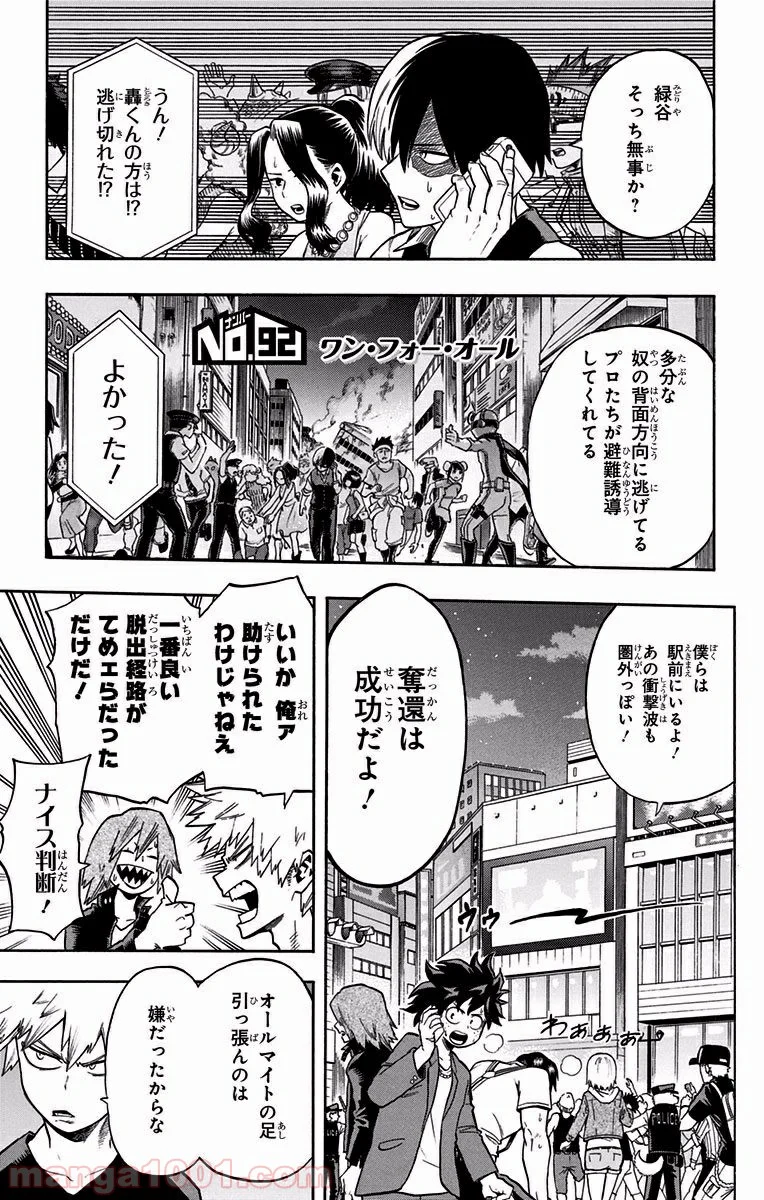 緑谷
そっち無事か?
うん!
轟くんの方は!?
逃げ切れた!?
No.92
ナンバー
ワン・フォー・オール
多分な
奴の背面方向に逃げてる
プロたちが避難誘導
してくれてる
よかった!
僕らは
駅前にいるよ!
あの衝撃波も
圏外っぽい!
奪還は
成功だよ!
ウゥ
わあぁあぁ
POLICE
いいか 俺ァ
助けられた
わけじゃねえ
一番良い
脱出経路が
てめェらだった
だけだ!
ナイス判断!
オールマイトの足
引っ張んのは
嫌だったからな
manga1001.com